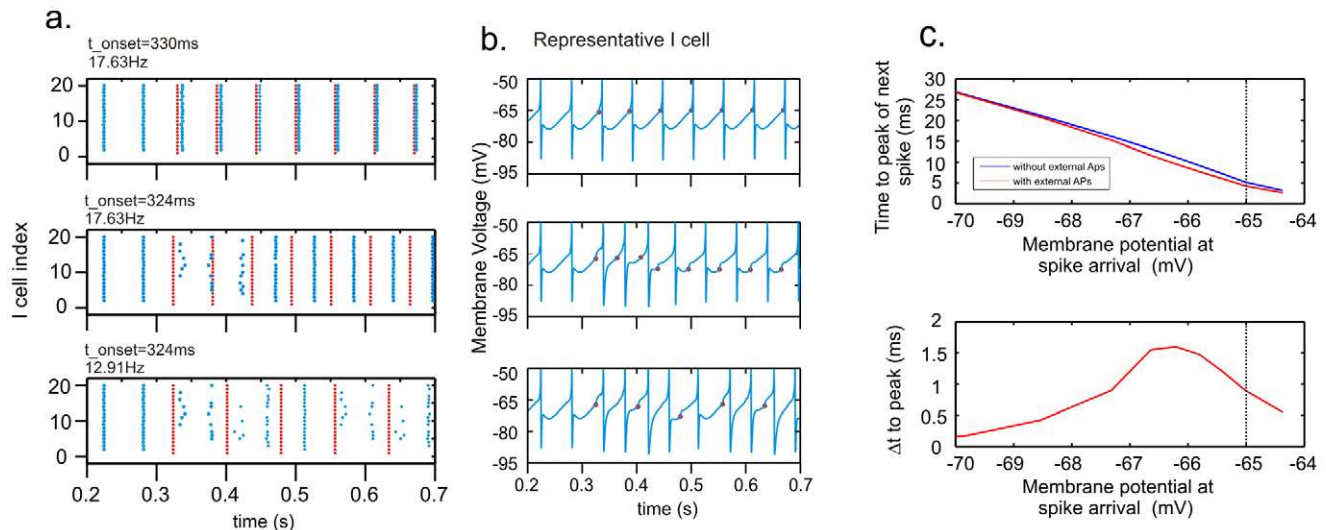 a.
t_onset=330ms
17.63Hz
20
10
0
t_onset=324ms
17.63Hz
20
10
0
t_onset=324ms
12.91Hz
20
10
0
0.2 0.3 0.4 0.5 0.6 0.7
time (s)
I cell index
b. Representative I cell
-50
-65
-80
-95
-50
-65
-80
-95
-50
-65
-80
-95
0.2 0.3 0.4 0.5 0.6 0.7
time (s)
Membrane Voltage (mV)
c.
30
25
20
15
10
5
0
without external Aps
with external APs
-70 -69 -68 -67 -66 -65 -64
Membrane potential at
spike arrival (mV)
Time to peak of next
spike (ms)
2
1.5
1
0.5
0
-70 -69 -68 -67 -66 -65 -64
Membrane potential at
spike arrival (mV)
Δt to peak (ms)